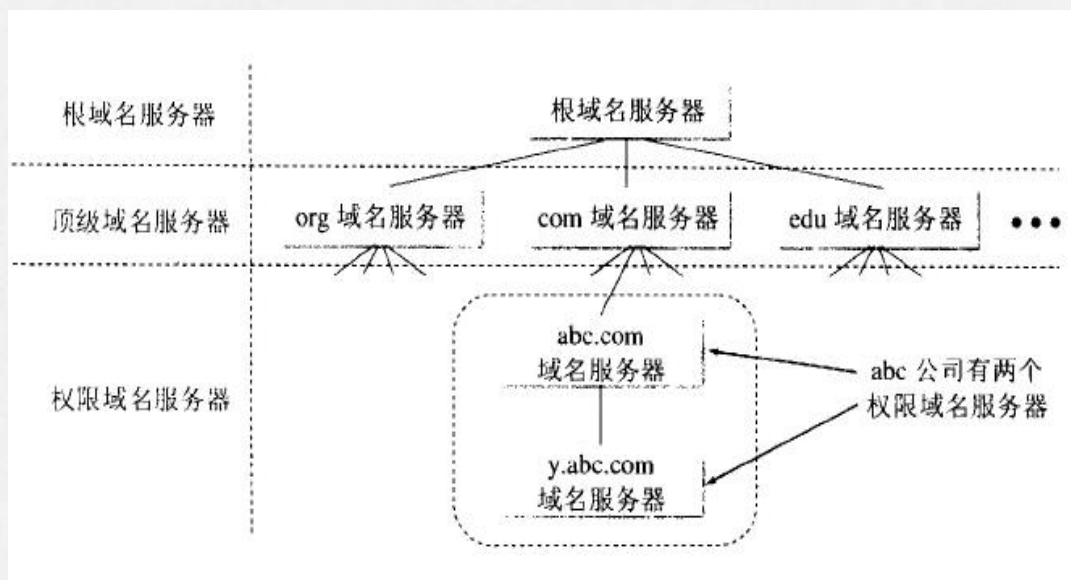 根域名服务器
根域名服务器
顶级域名服务器
org 域名服务器
com 域名服务器
edu 域名服务器
•••
权限域名服务器
abc.com
域名服务器
y.abc.com
域名服务器
abc 公司有两个
权限域名服务器